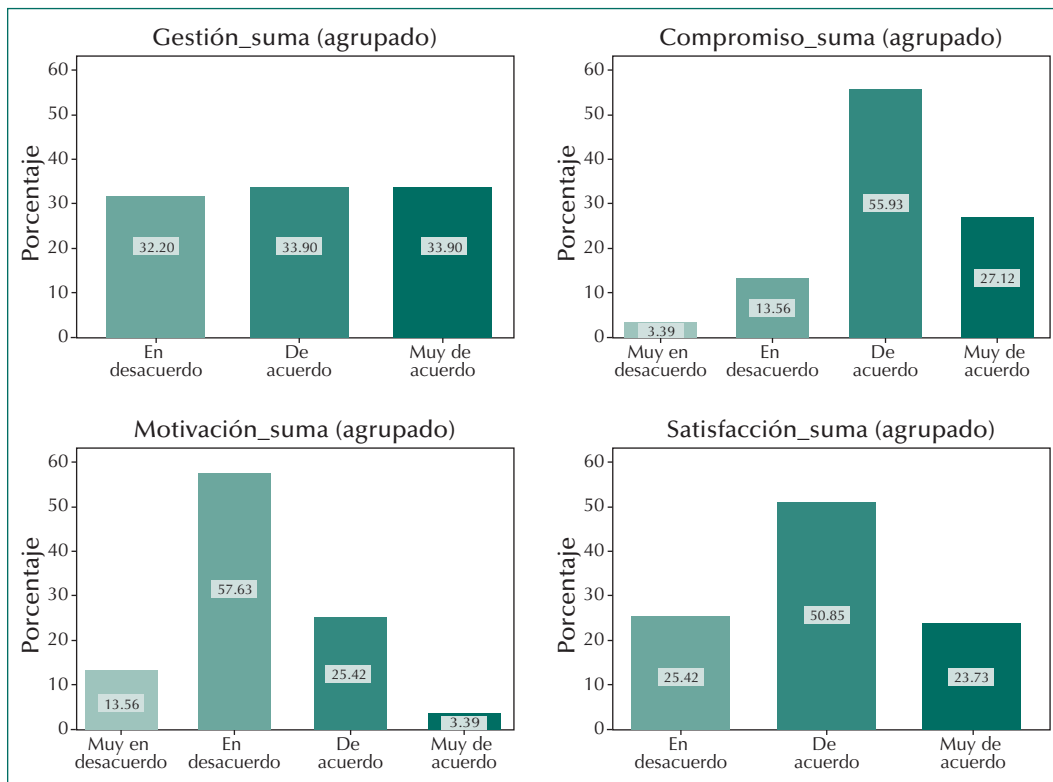 Gestión_suma (agrupado)
Porcentaje
60
50
40
30
20
10
0
32.20
33.90
33.90
En
desacuerdo
De
acuerdo
Muy de
acuerdo
Compromiso_suma (agrupado)
Porcentaje
60
50
40
30
20
10
0
3.39
13.56
55.93
27.12
Muy en
desacuerdo
En
desacuerdo
De
acuerdo
Muy de
acuerdo
Motivación_suma (agrupado)
Porcentaje
60
50
40
30
20
10
0
13.56
57.63
25.42
3.39
Muy en
desacuerdo
En
desacuerdo
De
acuerdo
Muy de
acuerdo
Satisfacción_suma (agrupado)
Porcentaje
60
50
40
30
20
10
0
25.42
50.85
23.73
En
desacuerdo
De
acuerdo
Muy de
acuerdo